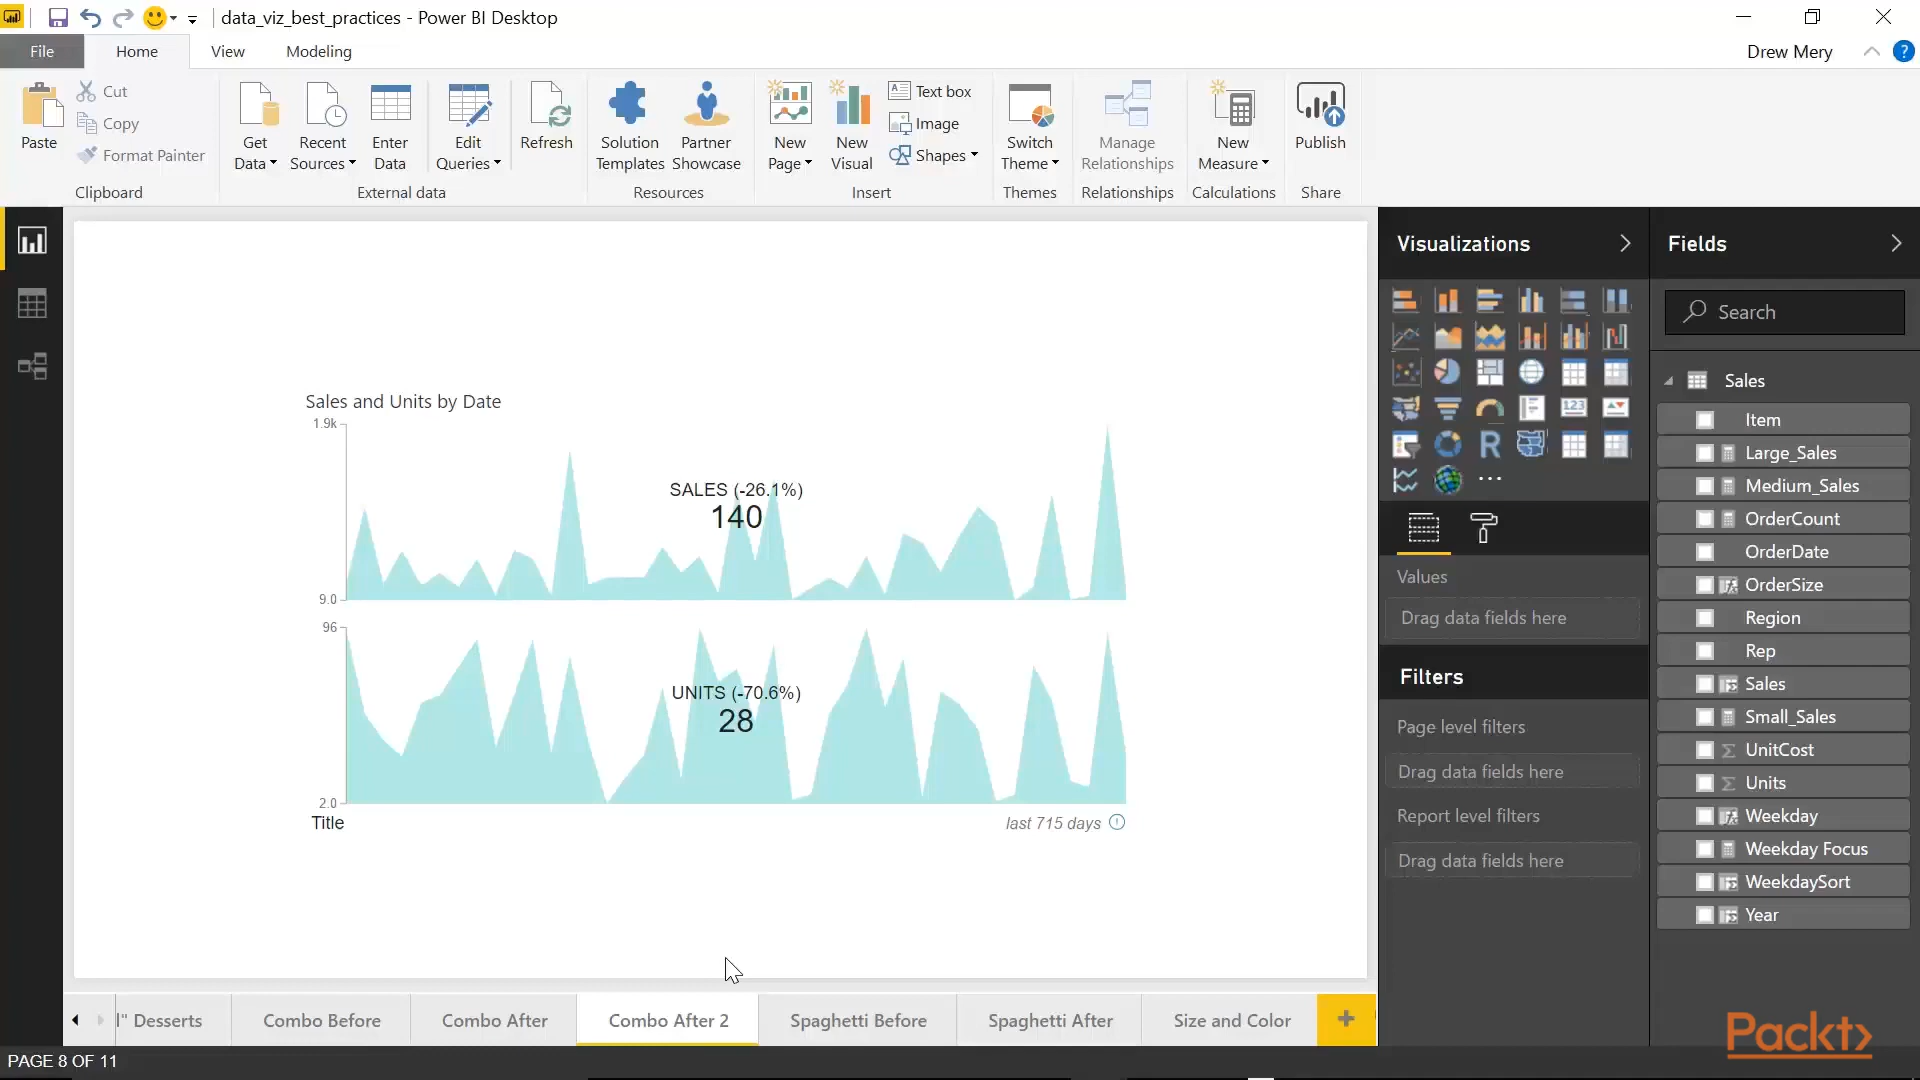 data_viz_best_practices - Power BI Desktop
File
Home
View
Modeling
Drew Mery
?
Paste
Cut
Copy
Format Painter
Get Data
Recent Sources
Enter Data
Edit Queries
Refresh
Solution Templates
Partner Showcase
New Page
New Visual
Text box
Image
Shapes
Switch Theme
Manage Relationships
New Measure
Publish
Clipboard
External data
Resources
Insert
Themes
Relationships
Calculations
Share
Sales and Units by Date
1.9k
SALES (-26.1%)
140
9.0
96
UNITS (-70.6%)
28
2.0
Title
last 715 days
Visualizations
123
R
Values
Drag data fields here
Filters
Page level filters
Drag data fields here
Report level filters
Drag data fields here
Fields
Search
Sales
Item
Large_Sales
Medium_Sales
OrderCount
OrderDate
OrderSize
Region
Rep
Sales
Small_Sales
UnitCost
Units
Weekday
Weekday Focus
WeekdaySort
Year
l" Desserts
Combo Before
Combo After
Combo After 2
Spaghetti Before
Spaghetti After
Size and Color
+
PAGE 8 OF 11
Packt>